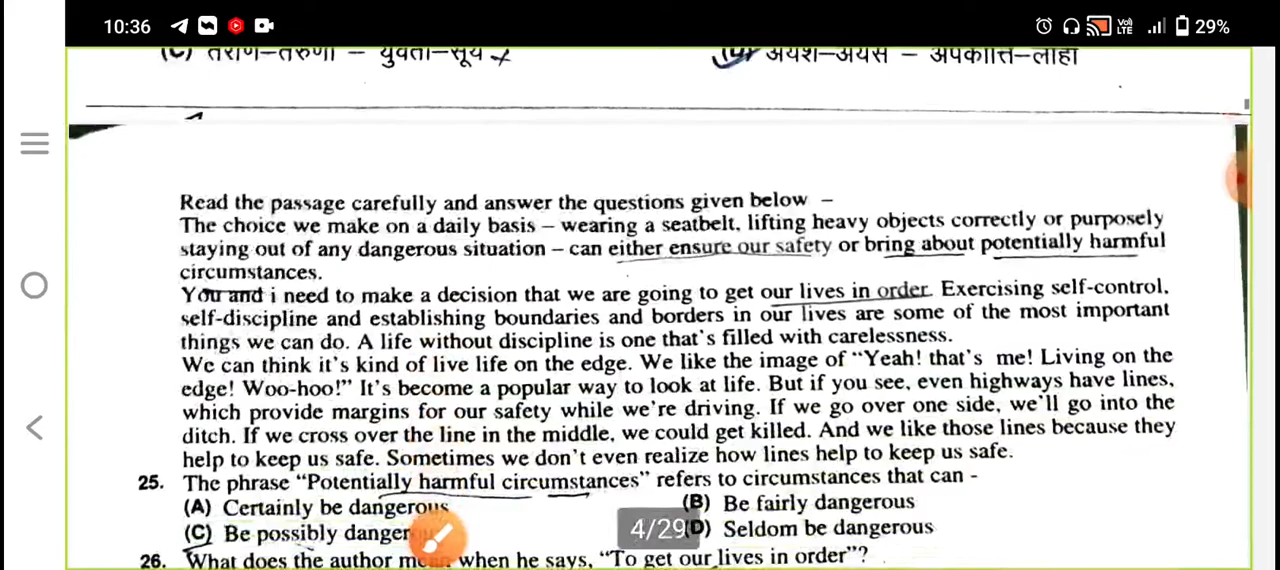 10:36 Vo) LTE 29%
(C) तरणि–तरुणी – युवती–सूर्य (D) अयश–अयस – अपकीर्ति–लोहा
Read the passage carefully and answer the questions given below –
The choice we make on a daily basis – wearing a seatbelt, lifting heavy objects correctly or purposely
staying out of any dangerous situation – can either ensure our safety or bring about potentially harmful
circumstances.
You and i need to make a decision that we are going to get our lives in order. Exercising self-control,
self-discipline and establishing boundaries and borders in our lives are some of the most important
things we can do. A life without discipline is one that's filled with carelessness.
We can think it's kind of live life on the edge. We like the image of "Yeah! that's me! Living on the
edge! Woo-hoo!" It's become a popular way to look at life. But if you see, even highways have lines,
which provide margins for our safety while we're driving. If we go over one side, we'll go into the
ditch. If we cross over the line in the middle, we could get killed. And we like those lines because they
help to keep us safe. Sometimes we don't even realize how lines help to keep us safe.
25. The phrase "Potentially harmful circumstances" refers to circumstances that can -
(A) Certainly be dangerous (B) Be fairly dangerous
(C) Be possibly 4/29 (D) Seldom be dangerous
26. What does the author mean when he says, "To get our lives in order"?